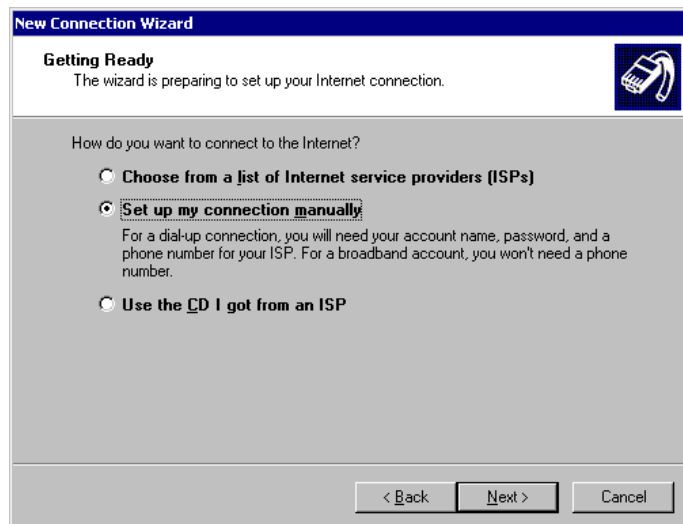 New Connection Wizard
Getting Ready
The wizard is preparing to set up your Internet connection.
How do you want to connect to the Internet?
Choose from a list of Internet service providers (ISPs)
Set up my connection manually
For a dial-up connection, you will need your account name, password, and a
phone number for your ISP. For a broadband account, you won't need a phone
number.
Use the CD I got from an ISP
< Back Next > Cancel